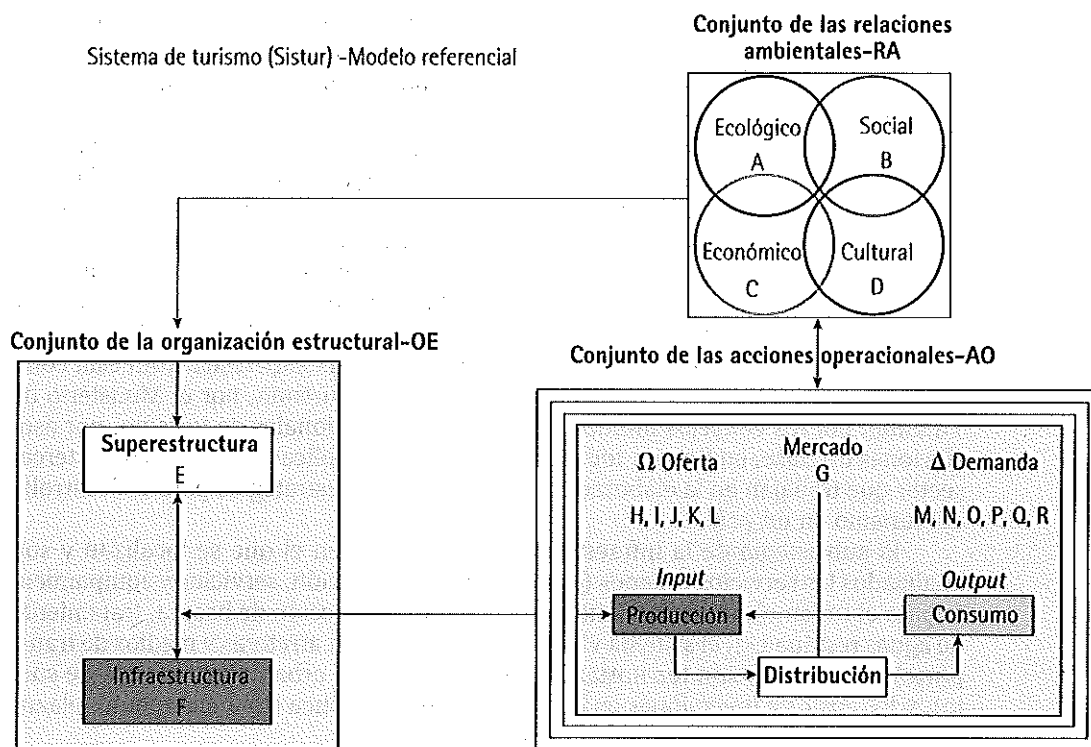 Sistema de turismo (Sistur) -Modelo referencial
Conjunto de las relaciones
ambientales-RA
Ecológico
A
Social
B
Económico
C
Cultural
D
Conjunto de la organización estructural-OE
Superestructura
E
Infraestructura
F
Conjunto de las acciones operacionales-AO
Ω Oferta
Mercado
G
Δ Demanda
H, I, J, K, L
M, N, O, P, Q, R
Input
Output
Producción
Consumo
Distribución